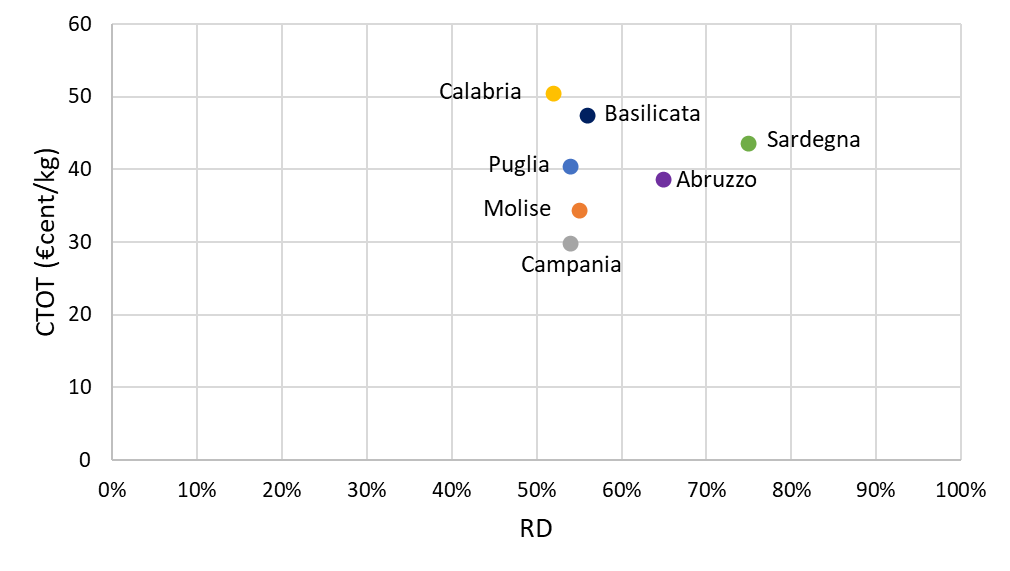 60
50
40
30
20
10
0
CTOT (€cent/kg)
Calabria
Basilicata
Sardegna
Puglia
Abruzzo
Molise
Campania
0% 10% 20% 30% 40% 50% 60% 70% 80% 90% 100%
RD